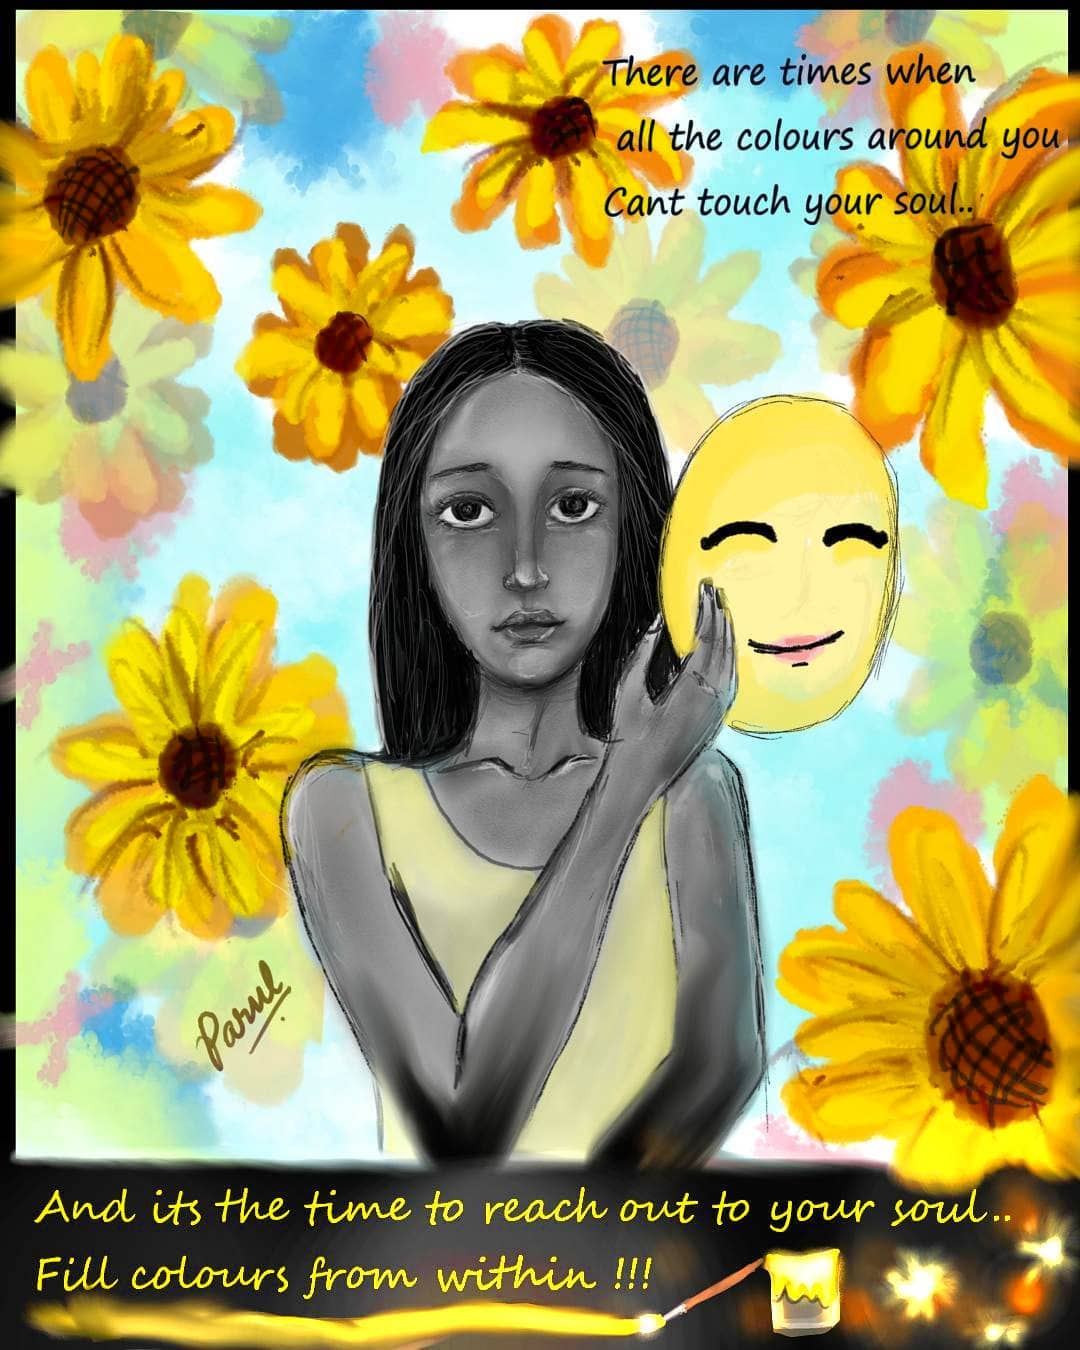 There are times when
all the colours around you
Cant touch your soul..
Parul
And its the time to reach out to your soul..
Fill colours from within !!!